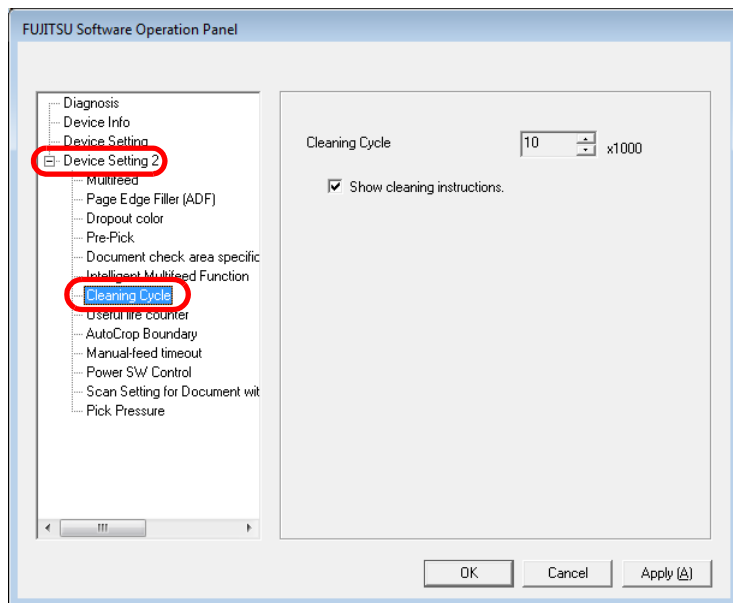 FUJITSU Software Operation Panel
Diagnosis
Device Info
Device Setting
Device Setting 2
Multifeed
Page Edge Filler (ADF)
Dropout color
Pre-Pick
Document check area specific
Intelligent Multifeed Function
Cleaning Cycle
Useful life counter
AutoCrop Boundary
Manual-feed timeout
Power SW Control
Scan Setting for Document wit
Pick Pressure
Cleaning Cycle 10 x1000
Show cleaning instructions.
OK Cancel Apply (A)